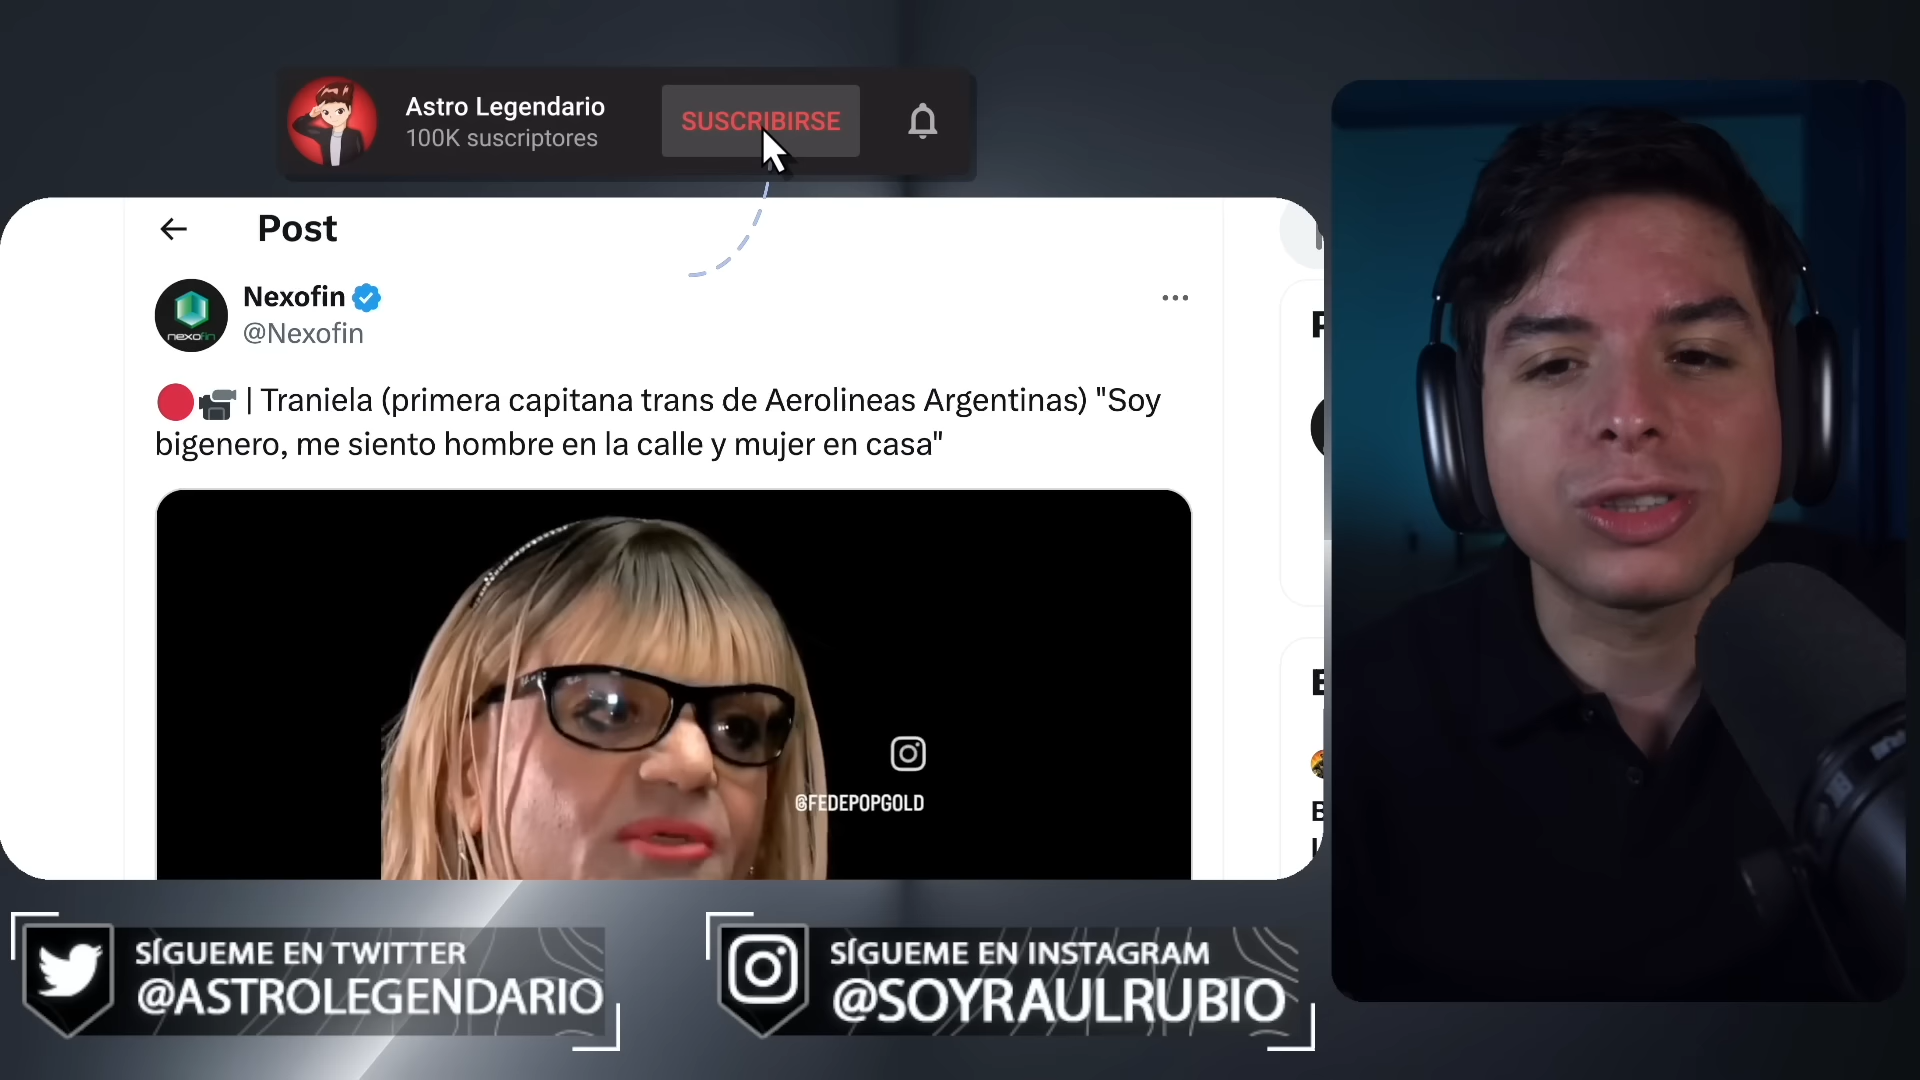 Astro Legendario
100K suscriptores
SUSCRIBIRSE
Post
Nexofin
@Nexofin
nexofin
| Traniela (primera capitana trans de Aerolineas Argentinas) "Soy
bigenero, me siento hombre en la calle y mujer en casa"
@FEDEPOPGOLD
SÍGUEME EN TWITTER
@ASTROLEGENDARIO
SÍGUEME EN INSTAGRAM
@SOYRAULRUBIO